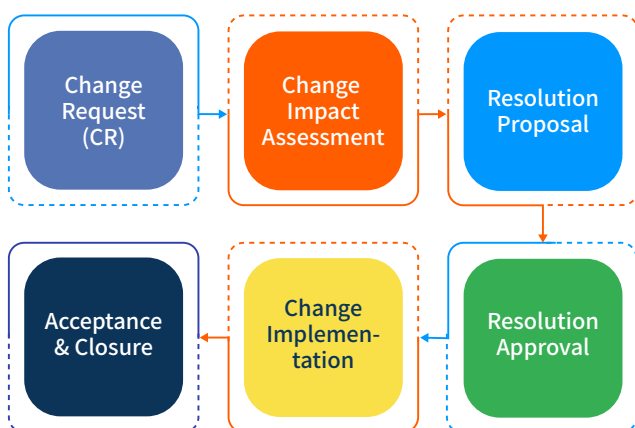 Change
Request
(CR)
Change
Impact
Assessment
Resolution
Proposal
Acceptance
& Closure
Change
Implemen-
tation
Resolution
Approval